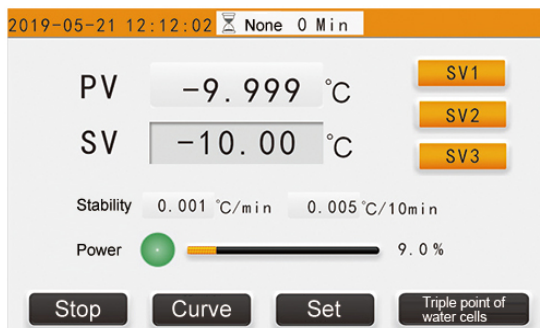 2019-05-21 12:12:02 None 0 Min
PV -9.999 °C SV1
SV2
SV -10.00 °C SV3
Stability 0.001 °C/min 0.005 °C/10min
Power 9.0%
Stop Curve Set Triple point of
water cells